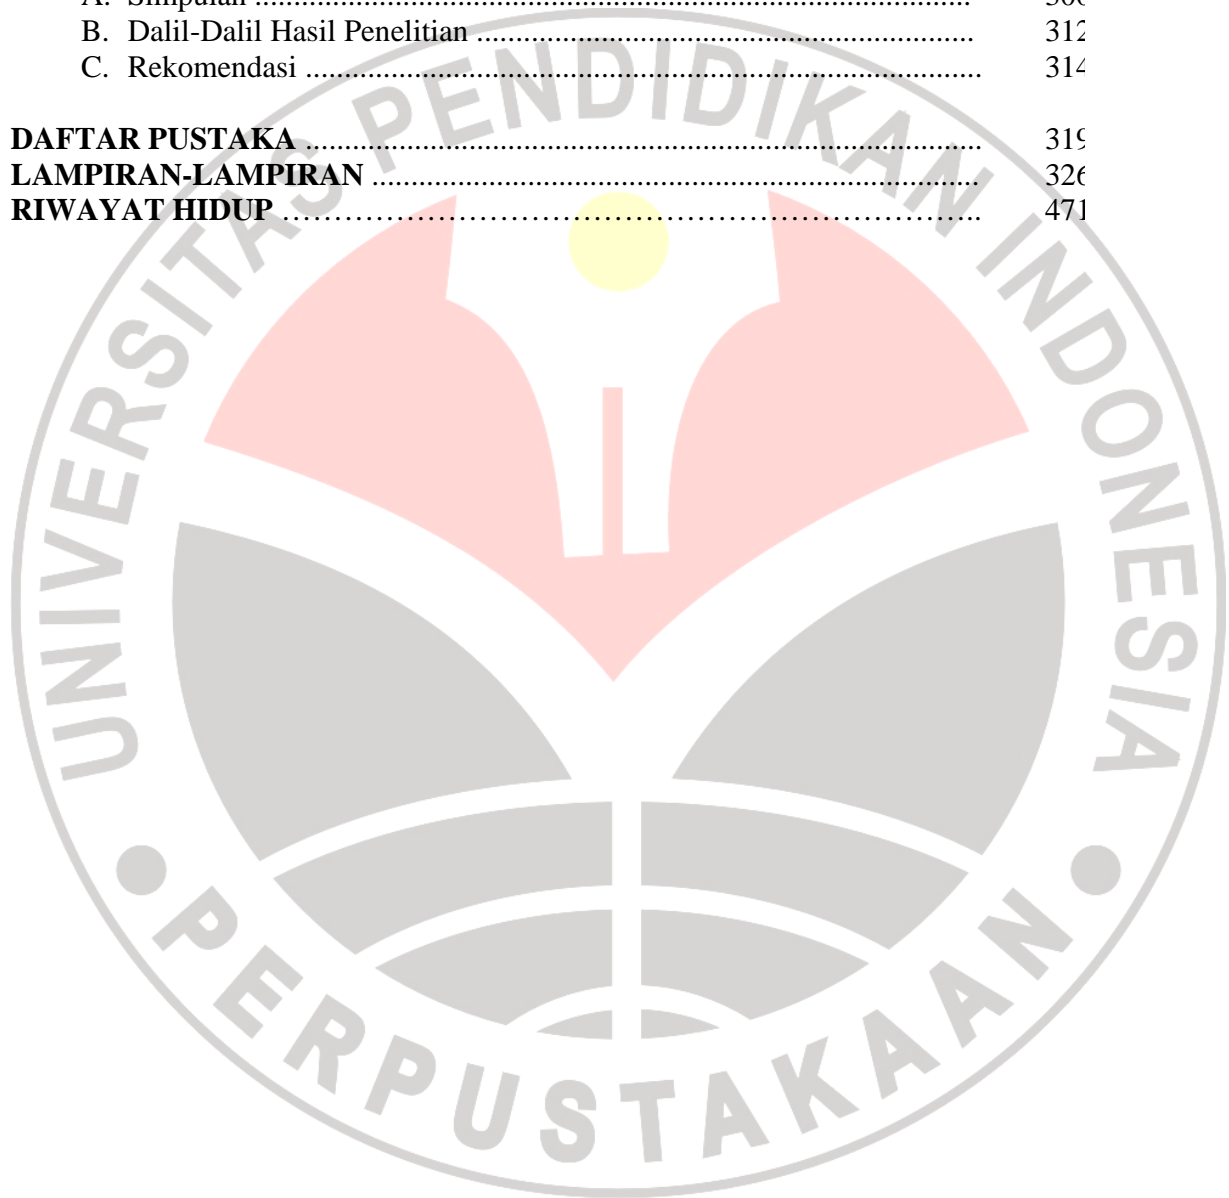 B. Dalil-Dalil Hasil Penelitian ................................................................ 312
C. Rekomendasi ....................................................................................... 314
DAFTAR PUSTAKA ....................................................................................... 319
LAMPIRAN-LAMPIRAN .............................................................................. 326
RIWAYAT HIDUP ………………………………………………………….. 471
UNIVERSITAS PENDIDIKAN INDONESIA
PERPUSTAKAAN